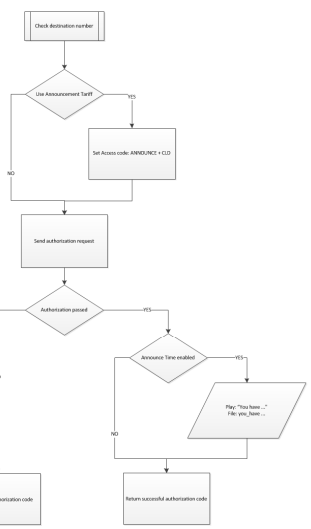 Check destination number
Use Announcement Tariff
YES
Set Access code: ANNOUNCE + CLD
NO
Send authorization request
Authorization passed
YES
Announce Time enabled
YES
Play: "You have ..."
File: you_have ...
NO
orization code
Return successful authorization code